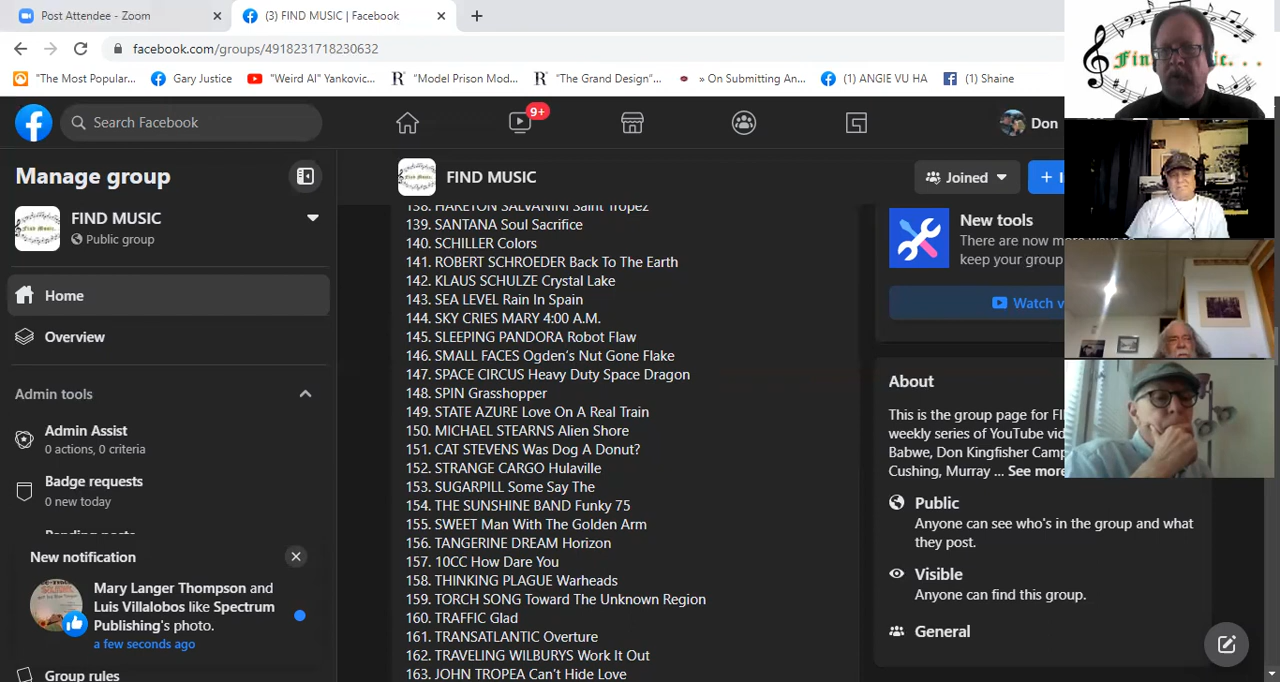 Post Attendee - Zoom
(3) FIND MUSIC | Facebook
facebook.com/groups/4918231718230632
"The Most Popular...
Gary Justice
"Weird Al" Yankovic...
"Model Prison Mod...
"The Grand Design"...
» On Submitting An...
(1) ANGIE VU HA
(1) Shaine
Search Facebook
9+
Don
Manage group
FIND MUSIC
Public group
Home
Overview
Admin tools
Admin Assist
0 actions, 0 criteria
Badge requests
0 new today
Pending posts
New notification
Mary Langer Thompson and
Luis Villalobos like Spectrum
Publishing's photo.
a few seconds ago
Group rules
FIND MUSIC
Joined
138. HARETON SALVANINI Saint Tropez
139. SANTANA Soul Sacrifice
140. SCHILLER Colors
141. ROBERT SCHROEDER Back To The Earth
142. KLAUS SCHULZE Crystal Lake
143. SEA LEVEL Rain In Spain
144. SKY CRIES MARY 4:00 A.M.
145. SLEEPING PANDORA Robot Flaw
146. SMALL FACES Ogden's Nut Gone Flake
147. SPACE CIRCUS Heavy Duty Space Dragon
148. SPIN Grasshopper
149. STATE AZURE Love On A Real Train
150. MICHAEL STEARNS Alien Shore
151. CAT STEVENS Was Dog A Donut?
152. STRANGE CARGO Hulaville
153. SUGARPILL Some Say The
154. THE SUNSHINE BAND Funky 75
155. SWEET Man With The Golden Arm
156. TANGERINE DREAM Horizon
157. 10CC How Dare You
158. THINKING PLAGUE Warheads
159. TORCH SONG Toward The Unknown Region
160. TRAFFIC Glad
161. TRANSATLANTIC Overture
162. TRAVELING WILBURYS Work It Out
163. JOHN TROPEA Can't Hide Love
New tools
There are now more ways to
keep your group
Watch v
About
This is the group page for FI
weekly series of YouTube vid
Babwe, Don Kingfisher Camp
Cushing, Murray ... See more
Public
Anyone can see who's in the group and what
they post.
Visible
Anyone can find this group.
General